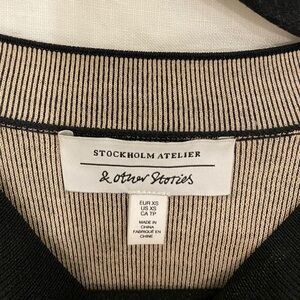 STOCKHOLM ATELIER
& other Stories
EUR XS
US XS
CA TP
MADE IN
CHINA
FABRIQUÉ EN
CHINE